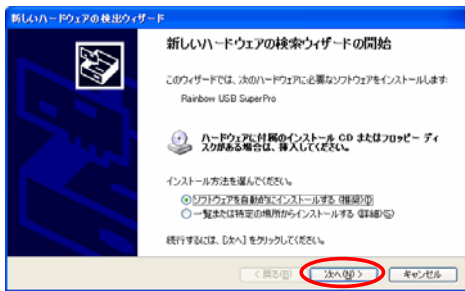 新しいハードウェアの検出ウィザード
新しいハードウェアの検索ウィザードの開始
このウィザードでは、次のハードウェアに必要なソフトウェアをインストールします:
Rainbow USB SuperPro
ハードウェアに付属のインストール CD またはフロッピー ディ
スクがある場合は、挿入してください。
インストール方法を選んでください。
ソフトウェアを自動的にインストールする (推奨)(I)
一覧または特定の場所からインストールする (詳細)(S)
続行するには、[次へ] をクリックしてください。
< 戻る(B) 次へ(N) > キャンセル